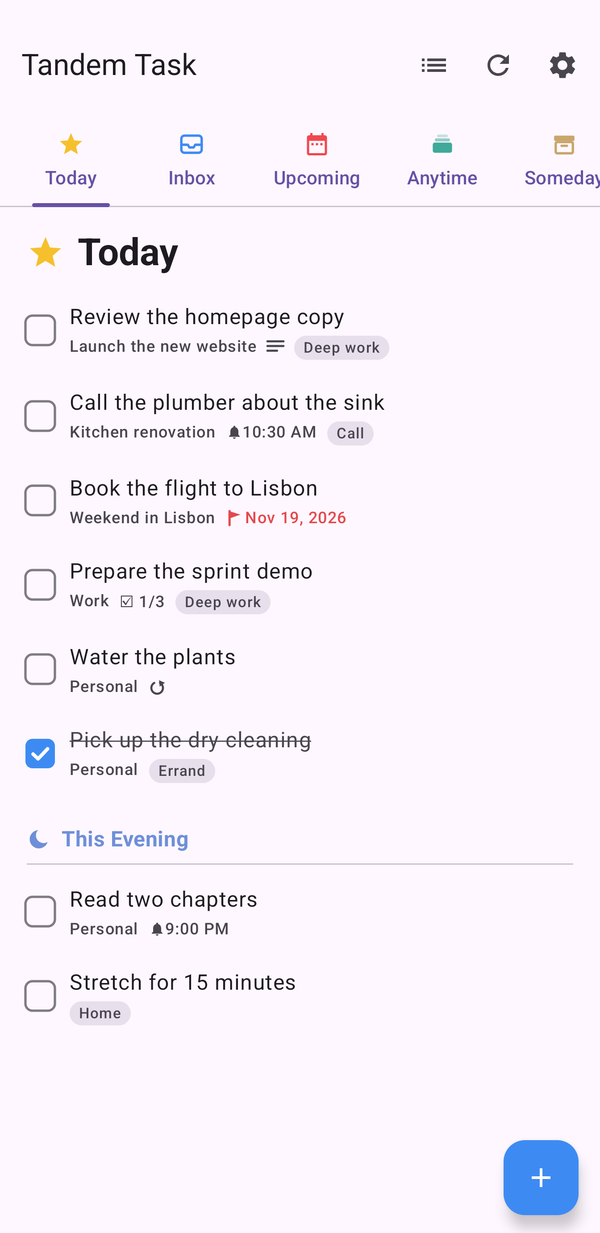 Tandem Task
Today Inbox Upcoming Anytime Someday
Today
Review the homepage copy
Launch the new website Deep work
Call the plumber about the sink
Kitchen renovation 10:30 AM Call
Book the flight to Lisbon
Weekend in Lisbon Nov 19, 2026
Prepare the sprint demo
Work ☑ 1/3 Deep work
Water the plants
Personal
Pick up the dry cleaning
Personal Errand
This Evening
Read two chapters
Personal 9:00 PM
Stretch for 15 minutes
Home